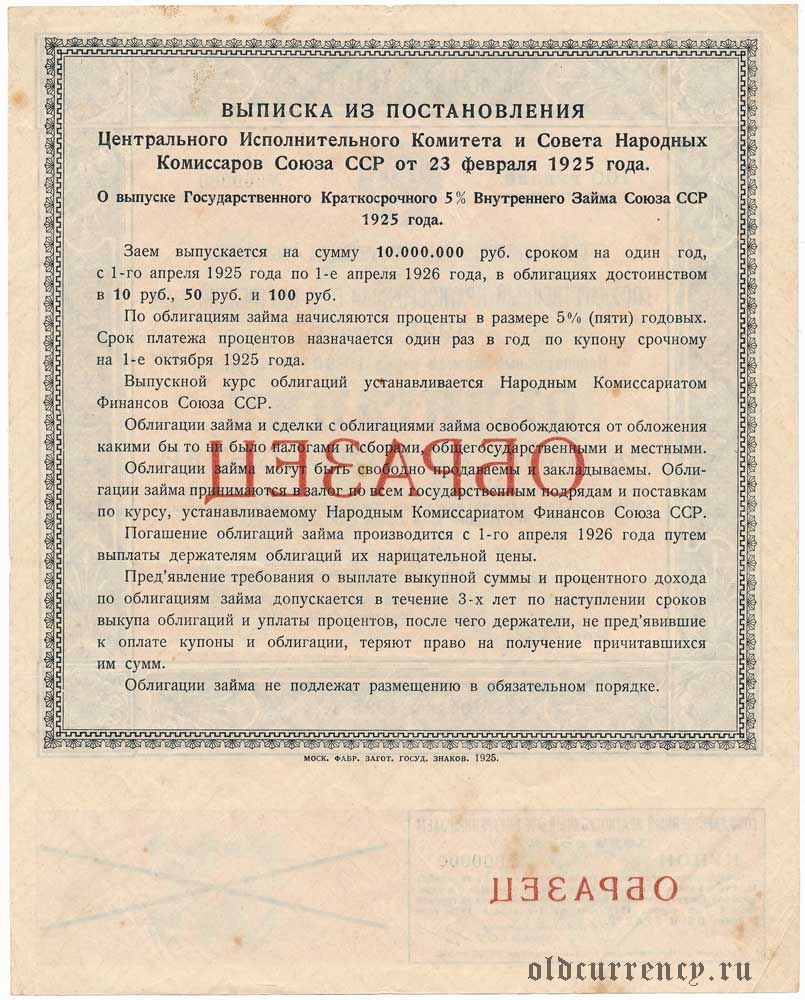 ВЫПИСКА ИЗ ПОСТАНОВЛЕНИЯ
Центрального Исполнительного Комитета и Совета Народных
Комиссаров Союза ССР от 23 февраля 1925 года.
О выпуске Государственного Краткосрочного 5% Внутреннего Займа Союза ССР
1925 года.
Заем выпускается на сумму 10.000.000 руб. сроком на один год,
с 1-го апреля 1925 года по 1-е апреля 1926 года, в облигациях достоинством
в 10 руб., 50 руб. и 100 руб.
По облигациям займа начисляются проценты в размере 5% (пяти) годовых.
Срок платежа процентов назначается один раз в год по купону срочному
на 1-е октября 1925 года.
Выпускной курс облигаций устанавливается Народным Комиссариатом
Финансов Союза ССР.
Облигации займа и сделки с облигациями займа освобождаются от обложения
какими бы то ни было налогами и сборами, общегосударственными и местными.
Облигации займа могут быть свободно продаваемы и закладываемы. Обли-
гации займа принимаются в залог по всем государственным подрядам и поставкам
по курсу, устанавливаемому Народным Комиссариатом Финансов Союза ССР.
Погашение облигаций займа производится с 1-го апреля 1926 года путем
выплаты держателям облигаций их нарицательной цены.
Пред'явление требования о выплате выкупной суммы и процентного дохода
по облигациям займа допускается в течение 3-х лет по наступлении сроков
выкупа облигаций и уплаты процентов, после чего держатели, не пред'явившие
к оплате купоны и облигации, теряют право на получение причитавшихся
им сумм.
Облигации займа не подлежат размещению в обязательном порядке.
ОБРАЗЕЦ
МОСК. ФАБР. ЗАГОТ. ГОСУД. ЗНАКОВ. 1925.
ОБРАЗЕЦ
oldcurrency.ru